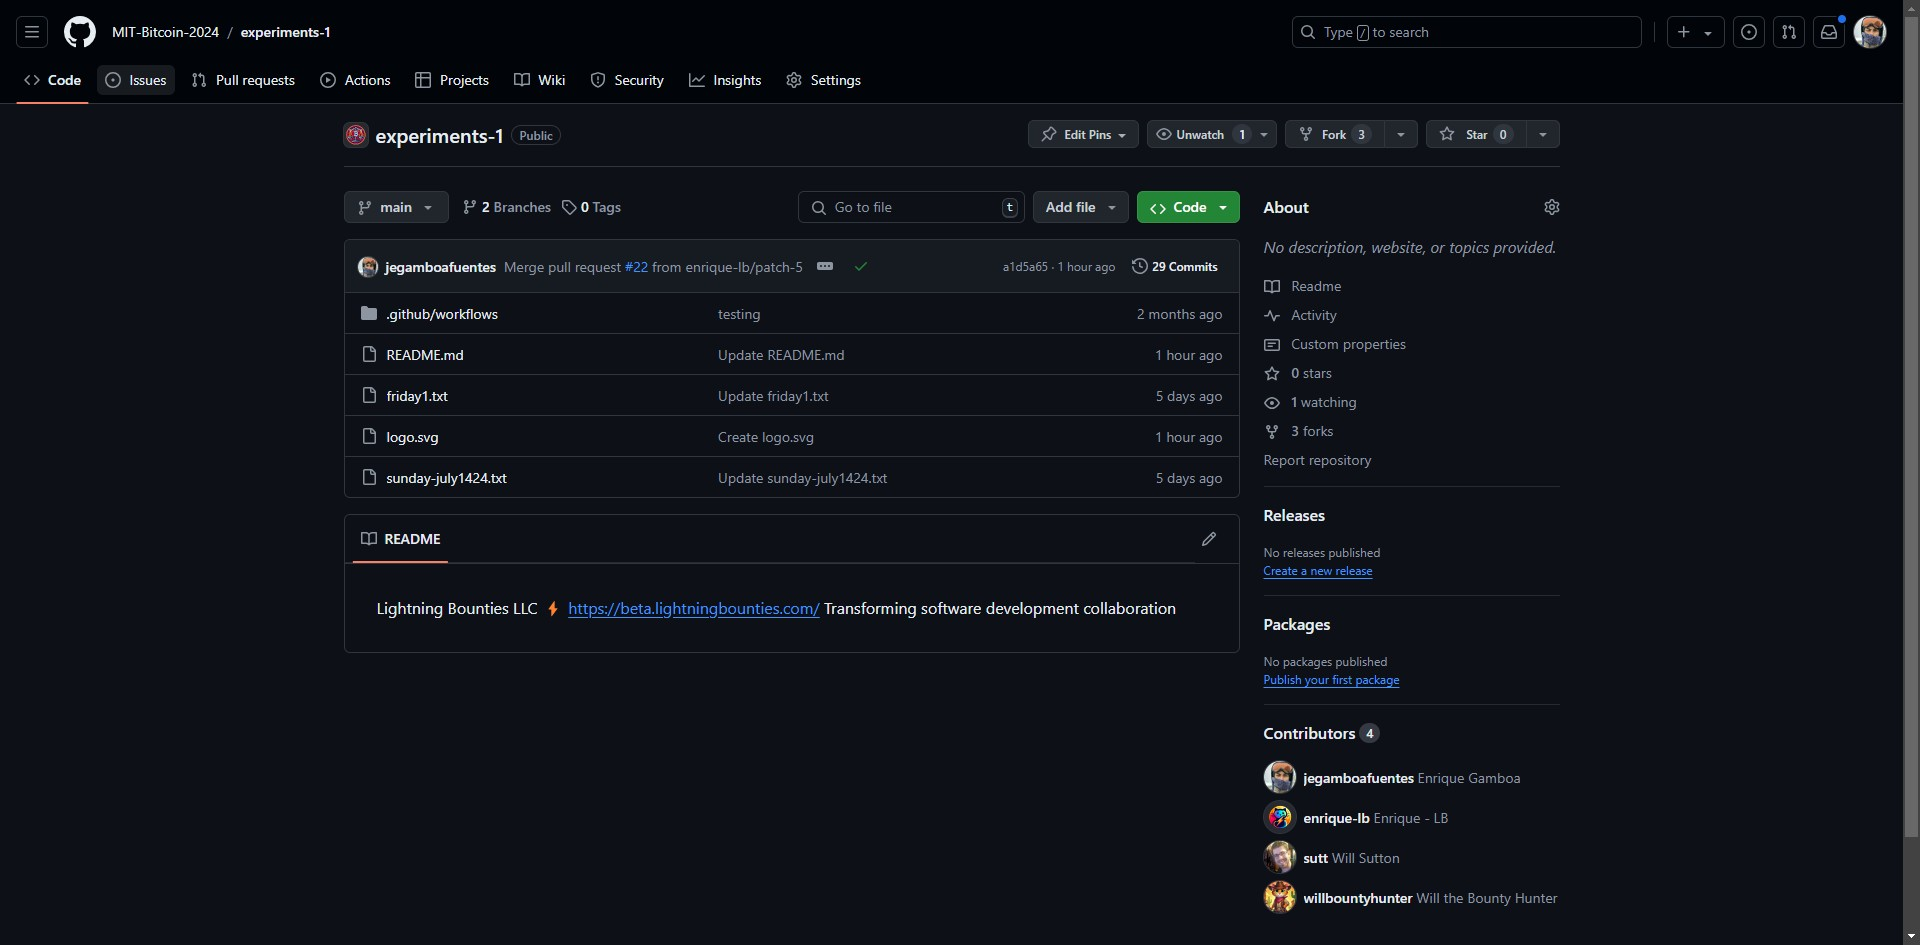 MIT-Bitcoin-2024 / experiments-1
Type / to search
Code Issues Pull requests Actions Projects Wiki Security Insights Settings
experiments-1 Public
Edit Pins Unwatch 1 Fork 3 Star 0
main 2 Branches 0 Tags Go to file t Add file Code
jegamboafuentes Merge pull request #22 from enrique-lb/patch-5 a1d5a65 · 1 hour ago 29 Commits
.github/workflows testing 2 months ago
README.md Update README.md 1 hour ago
friday1.txt Update friday1.txt 5 days ago
logo.svg Create logo.svg 1 hour ago
sunday-july1424.txt Update sunday-july1424.txt 5 days ago
README
Lightning Bounties LLC ⚡ https://beta.lightningbounties.com/ Transforming software development collaboration
About
No description, website, or topics provided.
Readme
Activity
Custom properties
0 stars
1 watching
3 forks
Report repository
Releases
No releases published
Create a new release
Packages
No packages published
Publish your first package
Contributors 4
jegamboafuentes Enrique Gamboa
enrique-lb Enrique - LB
sutt Will Sutton
willbountyhunter Will the Bounty Hunter